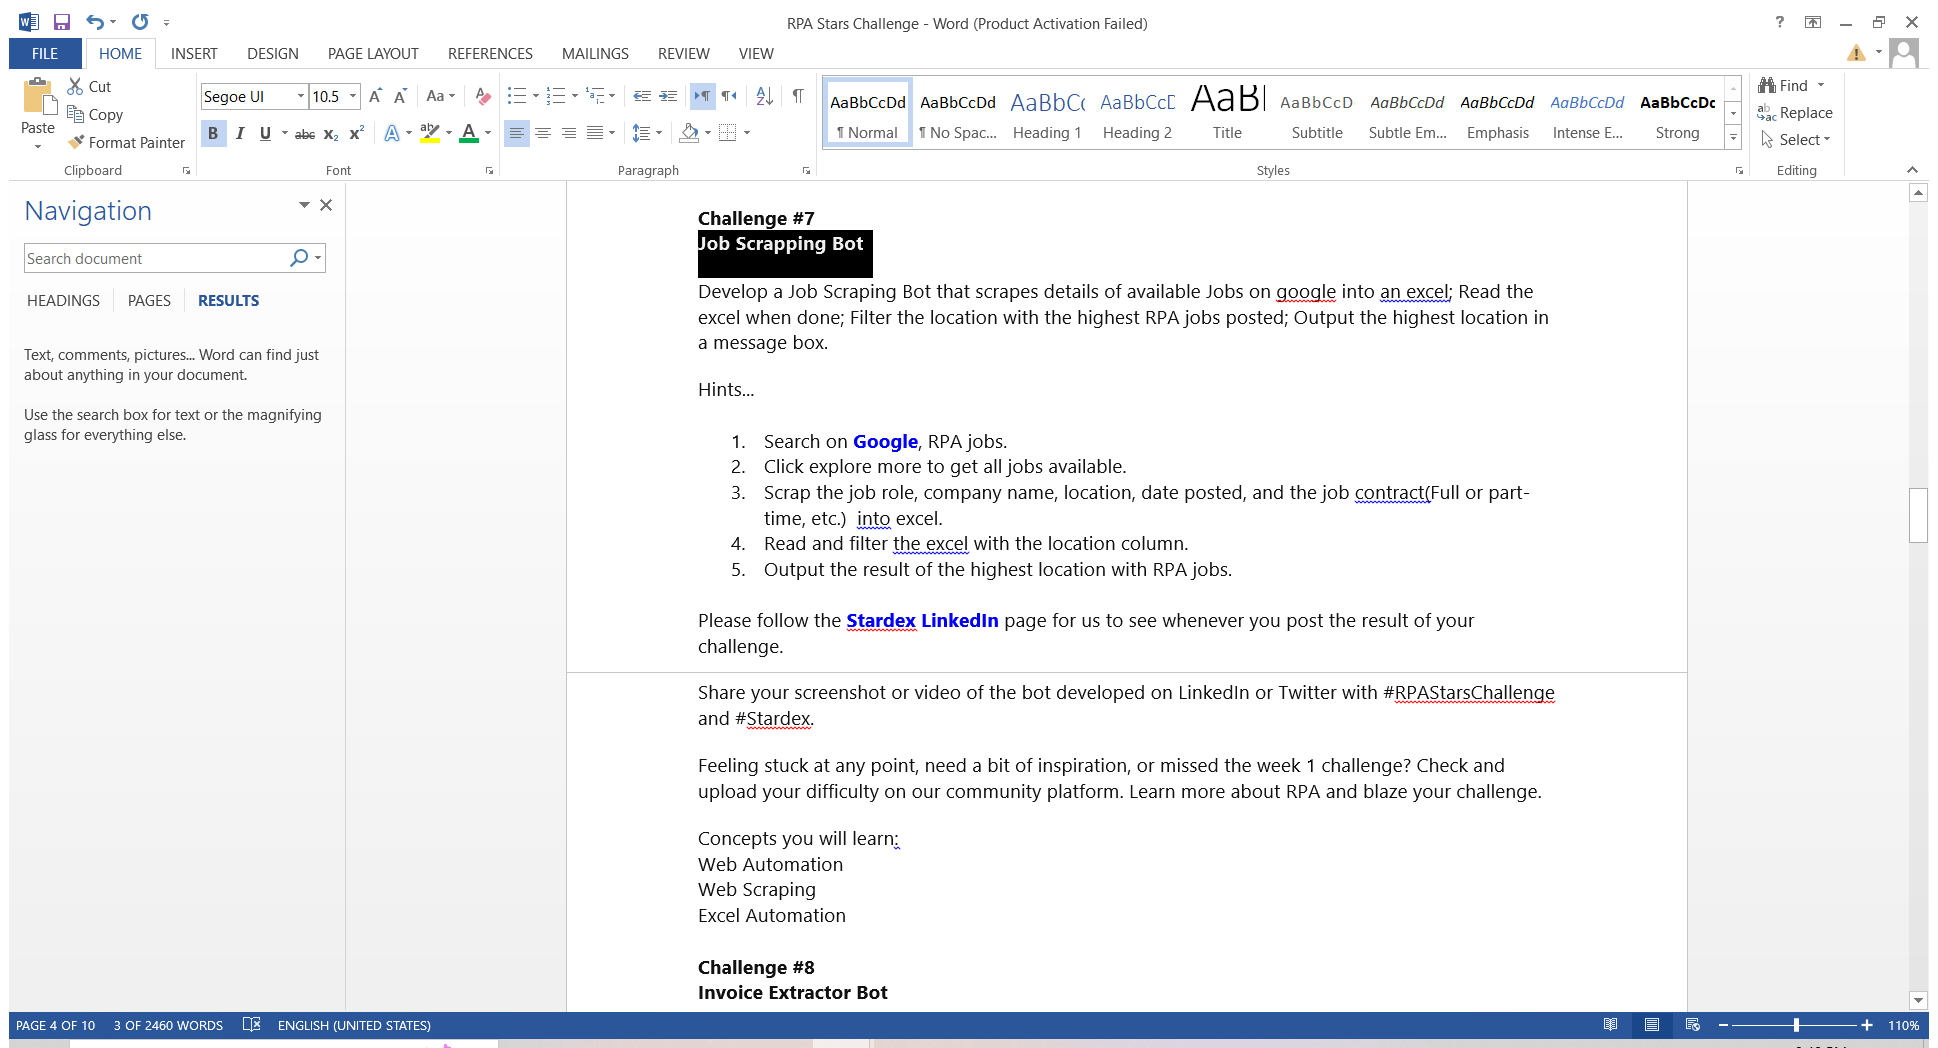 RPA Stars Challenge - Word (Product Activation Failed)
?
FILE HOME INSERT DESIGN PAGE LAYOUT REFERENCES MAILINGS REVIEW VIEW
Paste
Cut
Copy
Format Painter
Clipboard
Segoe UI 10.5
Aa
B I U abc X₂ X² A ab A
Font
Paragraph
AaBbCcDd AaBbCcDd AaBbCc AaBbCcD AaBl AaBbCcD AaBbCcDd AaBbCcDd AaBbCcDd AaBbCcDc
¶ Normal ¶ No Spac... Heading 1 Heading 2 Title Subtitle Subtle Em... Emphasis Intense E... Strong
Styles
Find
Replace
Select
Editing
Navigation
Search document
HEADINGS PAGES RESULTS
Text, comments, pictures... Word can find just
about anything in your document.
Use the search box for text or the magnifying
glass for everything else.
Challenge #7
Job Scrapping Bot
Develop a Job Scraping Bot that scrapes details of available Jobs on google into an excel; Read the
excel when done; Filter the location with the highest RPA jobs posted; Output the highest location in
a message box.
Hints...
1. Search on Google, RPA jobs.
2. Click explore more to get all jobs available.
3. Scrap the job role, company name, location, date posted, and the job contract(Full or part-
time, etc.)  into excel.
4. Read and filter the excel with the location column.
5. Output the result of the highest location with RPA jobs.
Please follow the Stardex LinkedIn page for us to see whenever you post the result of your
challenge.
Share your screenshot or video of the bot developed on LinkedIn or Twitter with #RPAStarsChallenge
and #Stardex.
Feeling stuck at any point, need a bit of inspiration, or missed the week 1 challenge? Check and
upload your difficulty on our community platform. Learn more about RPA and blaze your challenge.
Concepts you will learn:
Web Automation
Web Scraping
Excel Automation
Challenge #8
Invoice Extractor Bot
PAGE 4 OF 10 3 OF 2460 WORDS ENGLISH (UNITED STATES) 110%